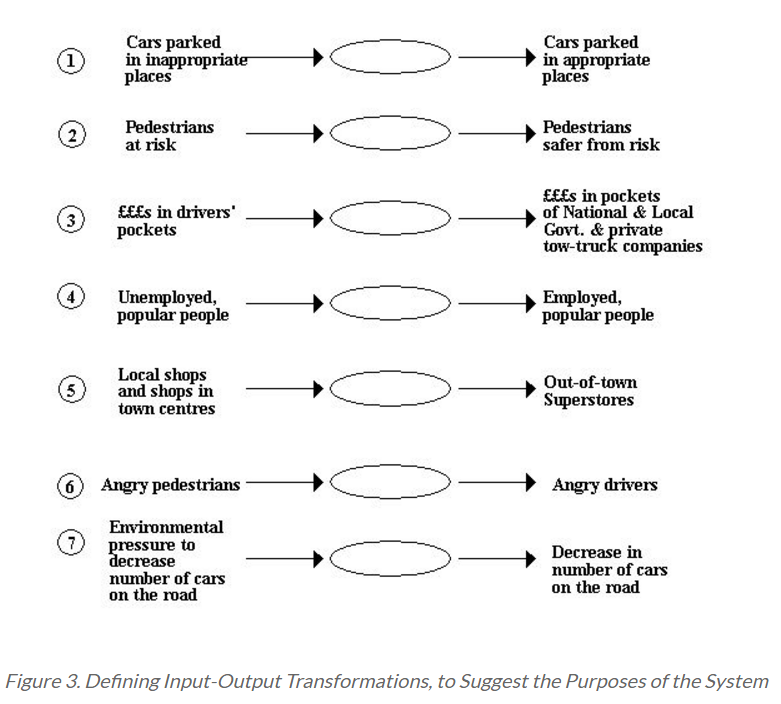 1
Cars parked
in inappropriate
places
Cars parked
in appropriate
places
2
Pedestrians
at risk
Pedestrians
safer from risk
3
£££s in drivers'
pockets
£££s in pockets
of National & Local
Govt. & private
tow-truck companies
4
Unemployed,
popular people
Employed,
popular people
5
Local shops
and shops in
town centres
Out-of-town
Superstores
6
Angry pedestrians
Angry drivers
7
Environmental
pressure to
decrease
number of cars
on the road
Decrease in
number of cars
on the road
Figure 3. Defining Input-Output Transformations, to Suggest the Purposes of the System